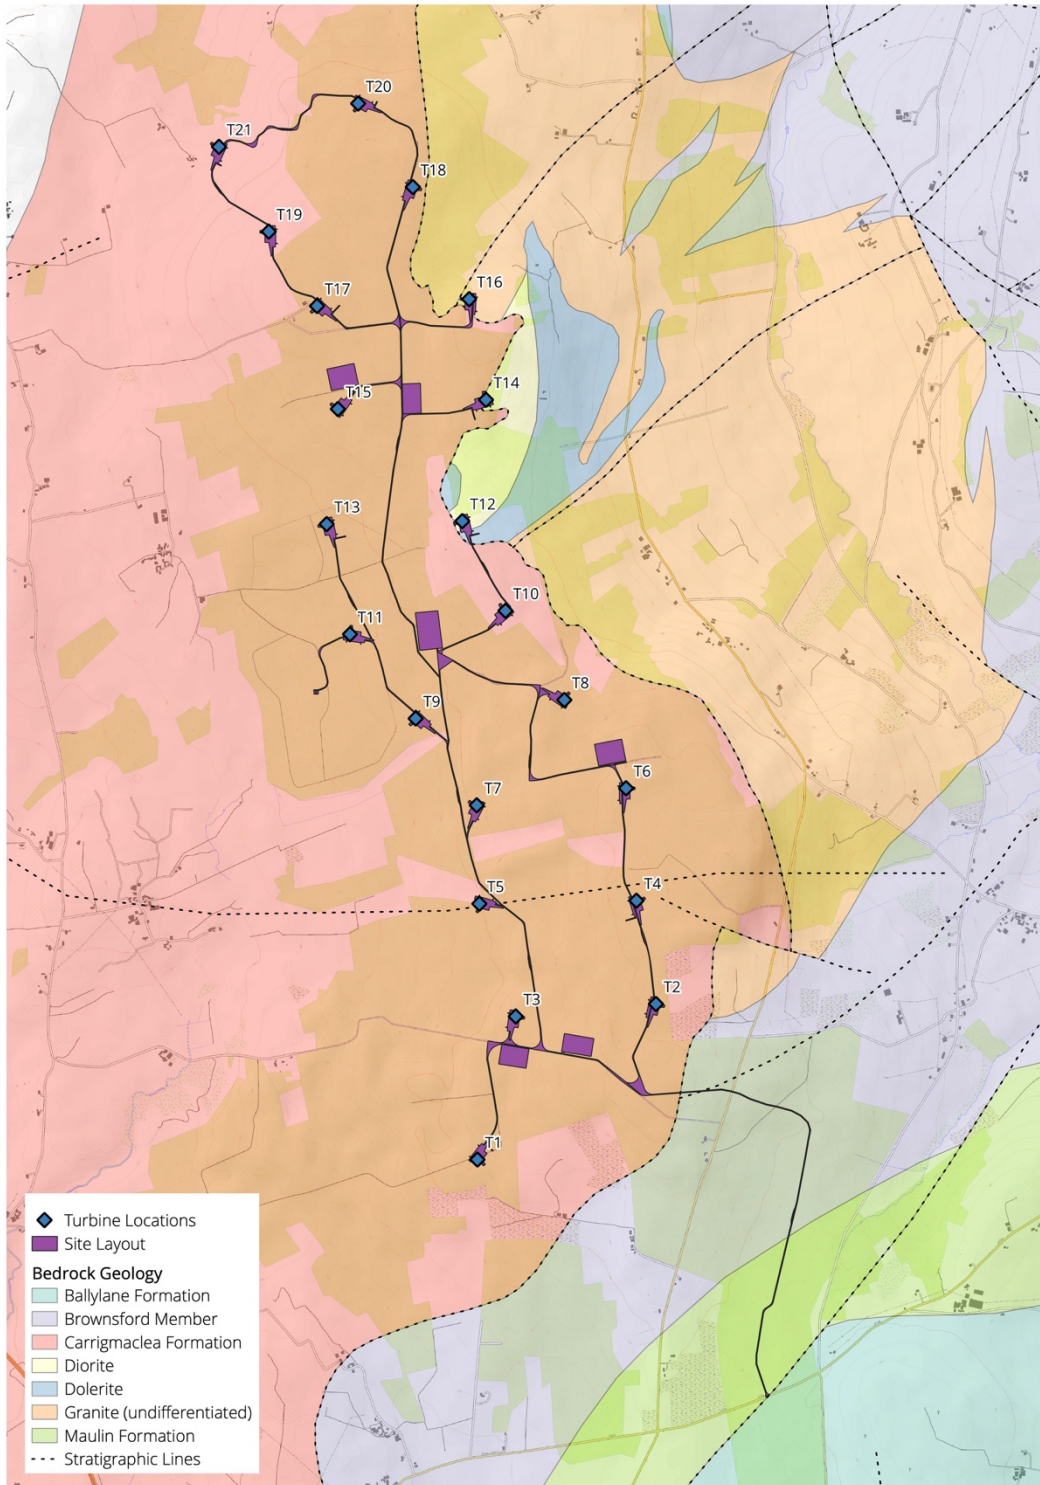 T20
T21
T18
T19
T16
T17
T14
T15
T12
T13
T10
T11
T8
T9
T6
T7
T4
T5
T2
T3
T1
Turbine Locations
Site Layout
Bedrock Geology
Ballylane Formation
Brownsford Member
Carrigmaclea Formation
Diorite
Dolerite
Granite (undifferentiated)
Maulin Formation
Stratigraphic Lines